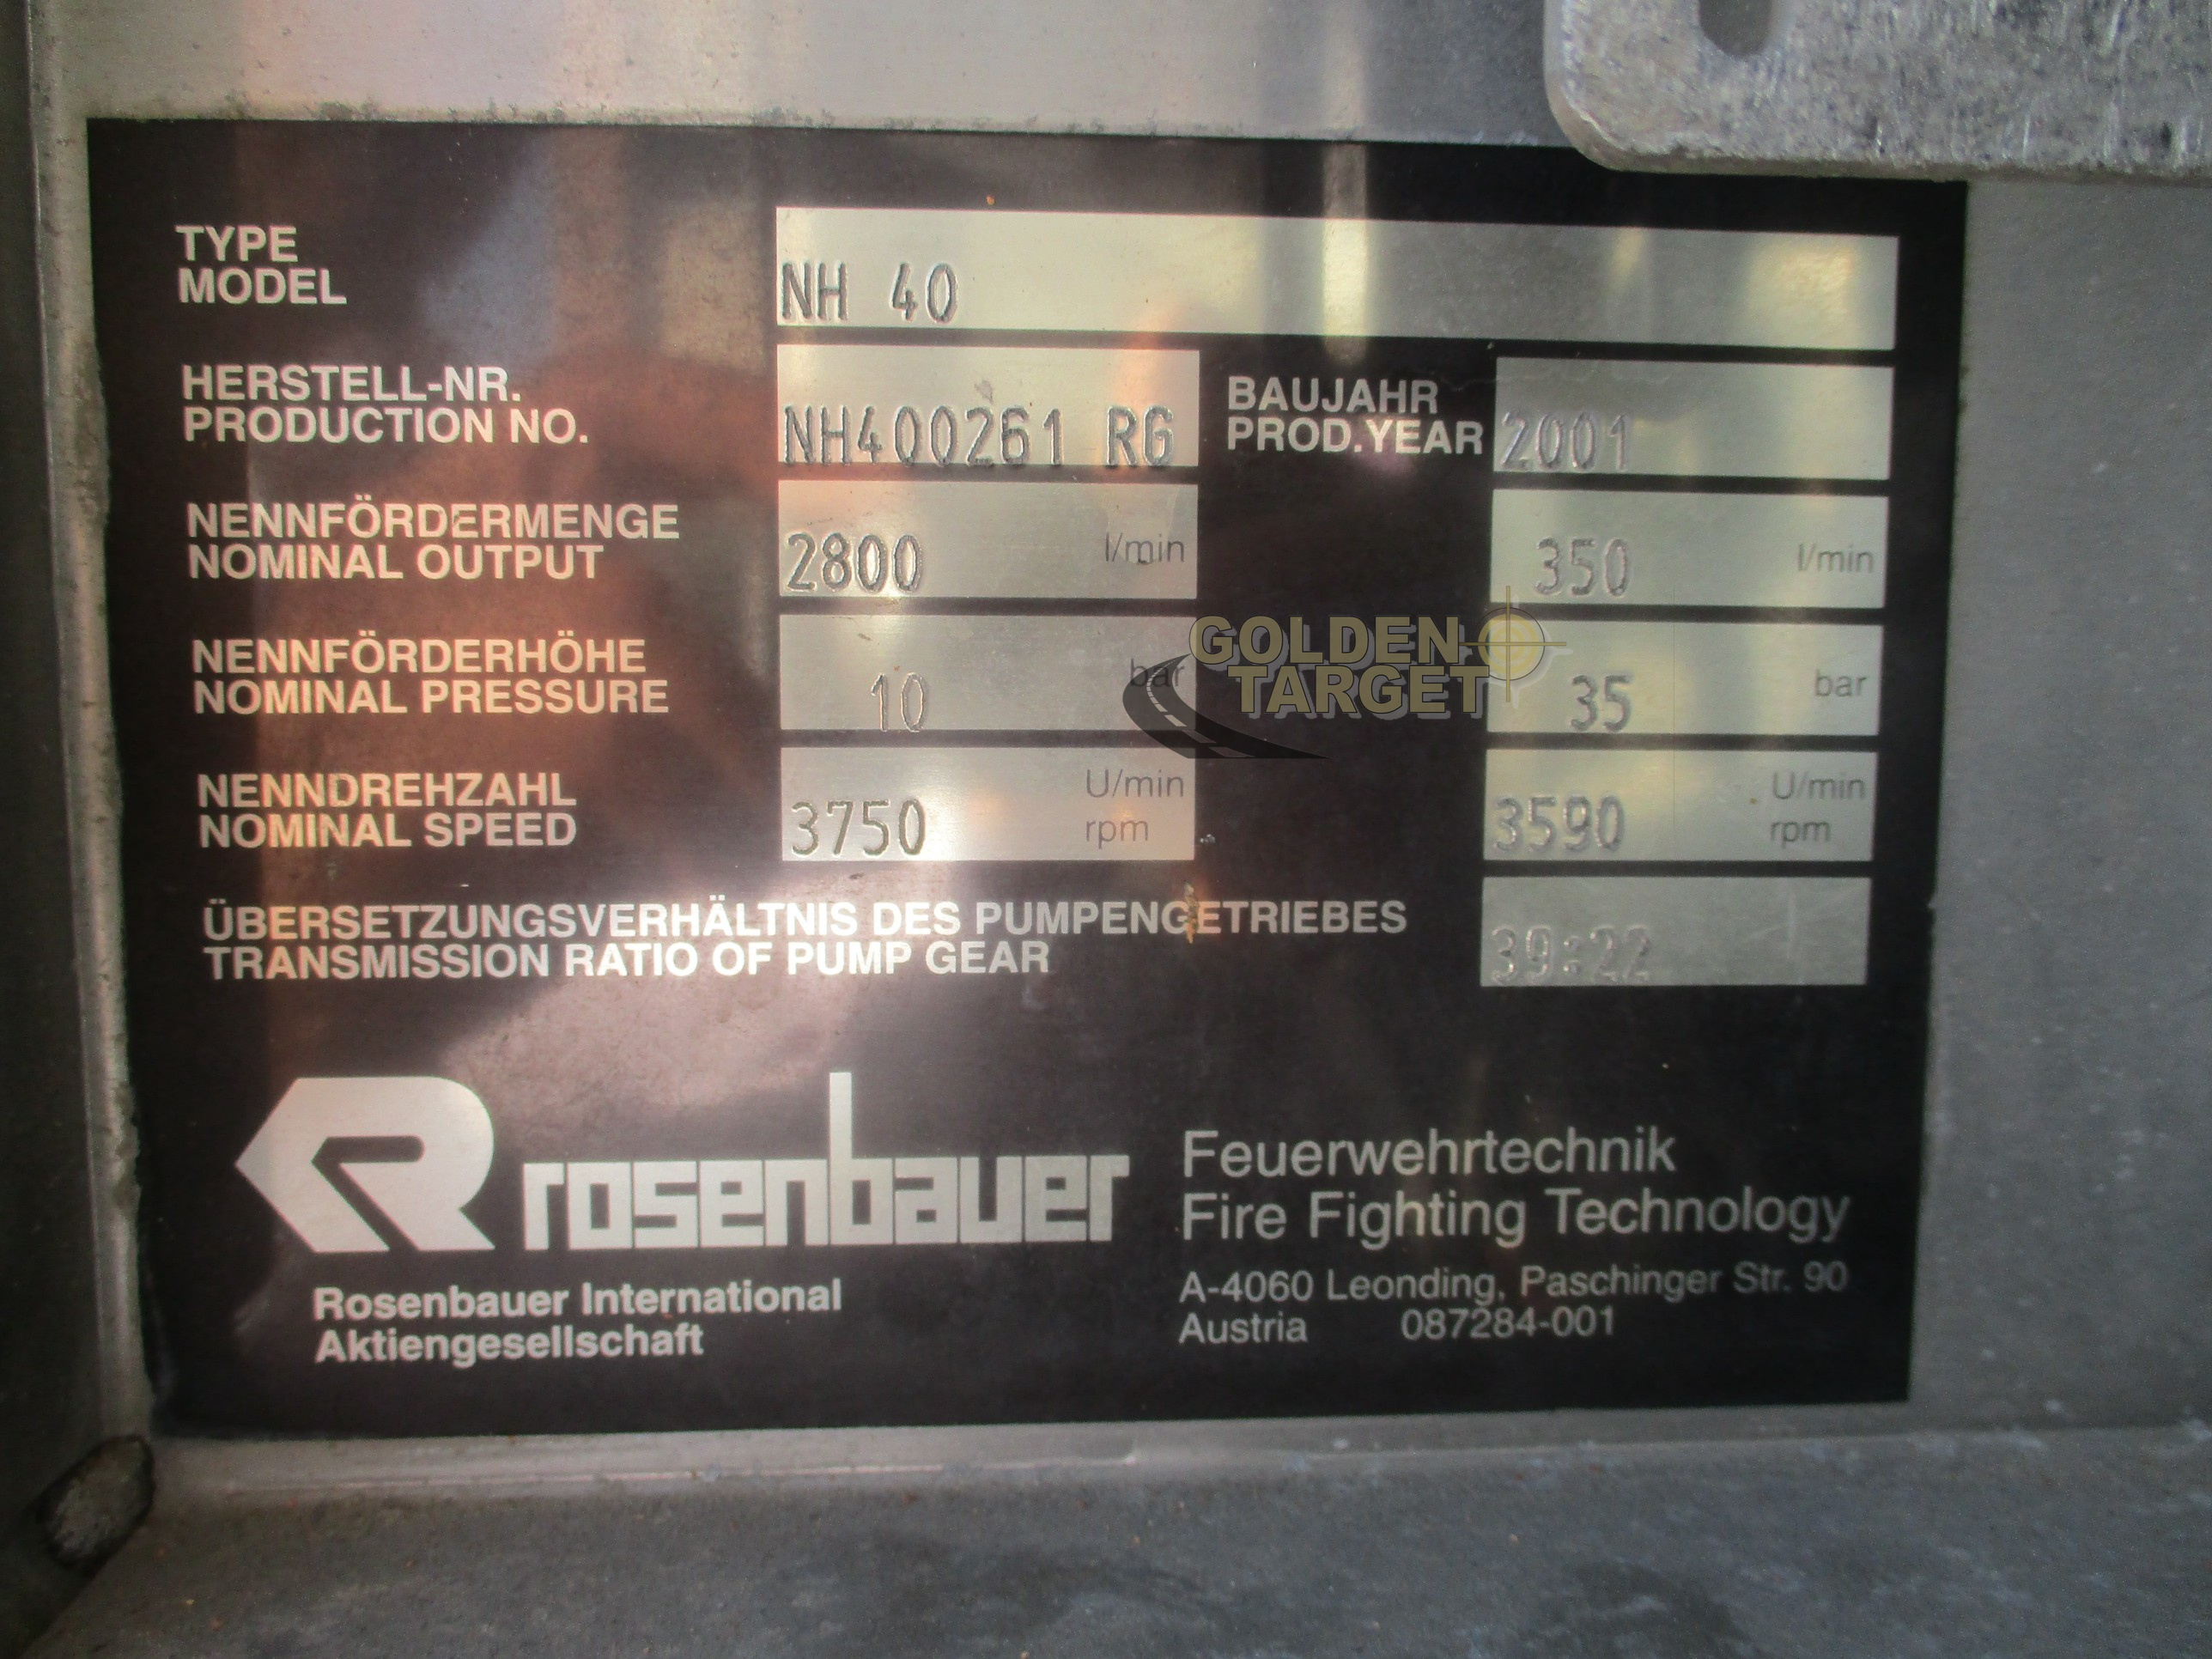 TYPE
MODEL
NH 40
HERSTELL-NR.
PRODUCTION NO.
NH400261 RG
BAUJAHR
PROD.YEAR
2001
NENNFÖRDERMENGE
NOMINAL OUTPUT
2800 l/min
350 l/min
NENNFÖRDERHÖHE
NOMINAL PRESSURE
10 bar
35 bar
GOLDEN
TARGET
NENNDREHZAHL
NOMINAL SPEED
3750 U/min
rpm
3590 U/min
rpm
ÜBERSETZUNGSVERHÄLTNIS DES PUMPENGETRIEBES
TRANSMISSION RATIO OF PUMP GEAR
39:22
R rosenbauer
Rosenbauer International
Aktiengesellschaft
Feuerwehrtechnik
Fire Fighting Technology
A-4060 Leonding, Paschinger Str. 90
Austria 087284-001